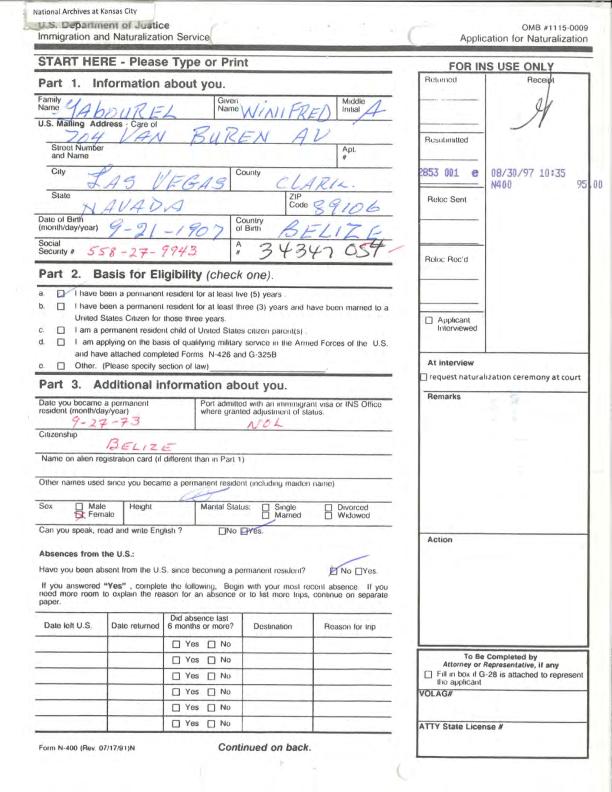 National Archives at Kansas City
U.S. Department of Justice
Immigration and Naturalization Service
OMB #1115-0009
Application for Naturalization
START HERE - Please Type or Print
Part 1. Information about you.
Family Name YABOUREL Given Name WINIFRED Middle Initial A
U.S. Mailing Address - Care of
704 VAN BUREN AV
Street Number and Name
Apt. #
City LAS VEGAS County CLARK.
State NAVADA ZIP Code 89106
Date of Birth (month/day/year) 9-21-1907 Country of Birth BELIZE
Social Security # 558-27-9943 A # 34347 054
Part 2. Basis for Eligibility (check one).
a. I have been a permanent resident for at least five (5) years.
b. I have been a permanent resident for at least three (3) years and have been married to a
United States Citizen for those three years.
c. I am a permanent resident child of United States citizen parent(s).
d. I am applying on the basis of qualifying military service in the Armed Forces of the U.S.
and have attached completed Forms N-426 and G-325B
e. Other. (Please specify section of law)
Part 3. Additional information about you.
Date you became a permanent resident (month/day/year) 9-27-73
Port admitted with an immigrant visa or INS Office where granted adjustment of status. NOL
Citizenship
BELIZE
Name on alien registration card (if different than in Part 1)
Other names used since you became a permanent resident (including maiden name)
Sex Male Female Height Marital Status: Single Married Divorced Widowed
Can you speak, read and write English ? No Yes.
Absences from the U.S.:
Have you been absent from the U.S. since becoming a permanent resident? No Yes.
If you answered "Yes" , complete the following, Begin with your most recent absence. If you
need more room to explain the reason for an absence or to list more trips, continue on separate
paper.
Date left U.S. Date returned Did absence last 6 months or more? Destination Reason for trip
Yes No
Yes No
Yes No
Yes No
Yes No
Yes No
Form N-400 (Rev. 07/17/91)N
Continued on back.
FOR INS USE ONLY
Returned Receipt
Resubmitted
2853 001 e 08/30/97 10:35
N400 95.00
Reloc Sent
Reloc Rec'd
Applicant Interviewed
At interview
request naturalization ceremony at court
Remarks
Action
To Be Completed by
Attorney or Representative, if any
Fill in box if G-28 is attached to represent
the applicant
VOLAG#
ATTY State License #